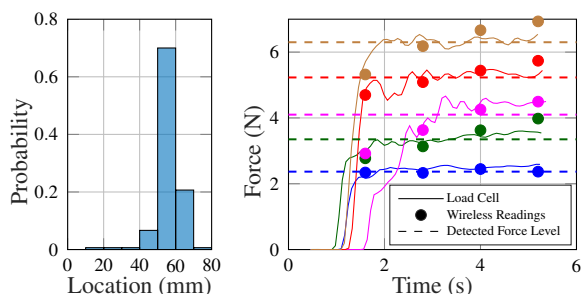 0.8
0.6
0.4
0.2
0
Probability
0 20 40 60 80
Location (mm)
6
4
2
0
Force (N)
0 2 4 6
Time (s)
Load Cell
Wireless Readings
Detected Force Level